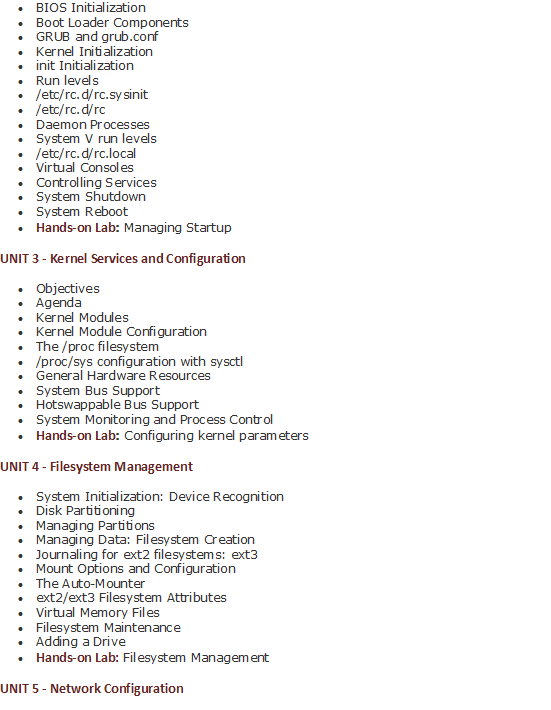 • BIOS Initialization
• Boot Loader Components
• GRUB and grub.conf
• Kernel Initialization
• init Initialization
• Run levels
• /etc/rc.d/rc.sysinit
• /etc/rc.d/rc
• Daemon Processes
• System V run levels
• /etc/rc.d/rc.local
• Virtual Consoles
• Controlling Services
• System Shutdown
• System Reboot
• Hands-on Lab: Managing Startup
UNIT 3 - Kernel Services and Configuration
• Objectives
• Agenda
• Kernel Modules
• Kernel Module Configuration
• The /proc filesystem
• /proc/sys configuration with sysctl
• General Hardware Resources
• System Bus Support
• Hotswappable Bus Support
• System Monitoring and Process Control
• Hands-on Lab: Configuring kernel parameters
UNIT 4 - Filesystem Management
• System Initialization: Device Recognition
• Disk Partitioning
• Managing Partitions
• Managing Data: Filesystem Creation
• Journaling for ext2 filesystems: ext3
• Mount Options and Configuration
• The Auto-Mounter
• ext2/ext3 Filesystem Attributes
• Virtual Memory Files
• Filesystem Maintenance
• Adding a Drive
• Hands-on Lab: Filesystem Management
UNIT 5 - Network Configuration